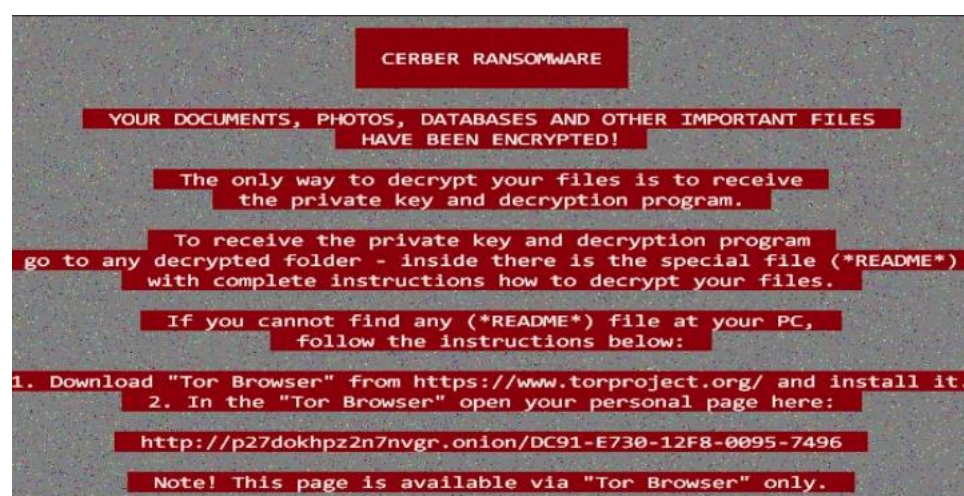 CERBER RANSOMWARE
YOUR DOCUMENTS, PHOTOS, DATABASES AND OTHER IMPORTANT FILES
HAVE BEEN ENCRYPTED!
The only way to decrypt your files is to receive
the private key and decryption program.
To receive the private key and decryption program
go to any decrypted folder - inside there is the special file (*README*)
with complete instructions how to decrypt your files.
If you cannot find any (*README*) file at your PC,
follow the instructions below:
1. Download "Tor Browser" from https://www.torproject.org/ and install it.
2. In the "Tor Browser" open your personal page here:
http://p27dokhpz2n7nvgr.onion/DC91-E730-12F8-0095-7496
Note! This page is available via "Tor Browser" only.